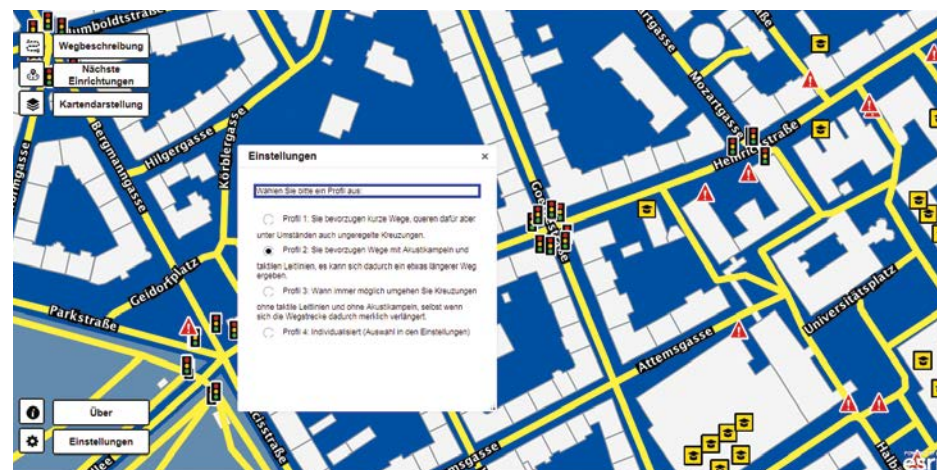 Wegbeschreibung
Nächste
Einrichtungen
Kartendarstellung
Bergmanngasse
Hilgergasse
Körblergasse
Mozartgasse
Heinrichstraße
Geidorfplatz
Parkstraße
Universitätsplatz
Attemsgasse
Einstellungen ×
Wählen Sie bitte ein Profil aus:
Profil 1: Sie bevorzugen kurze Wege, queren dafür aber
unter Umständen auch ungeregelte Kreuzungen.
Profil 2: Sie bevorzugen Wege mit Akustikampeln und
taktilen Leitlinien, es kann sich dadurch ein etwas längerer Weg
ergeben.
Profil 3: Wann immer möglich umgehen Sie Kreuzungen
ohne taktile Leitlinien und ohne Akustikampeln, selbst wenn
sich die Wegstrecke dadurch merklich verlängert.
Profil 4: Individualisiert (Auswahl in den Einstellungen)
Über
Einstellungen
esri